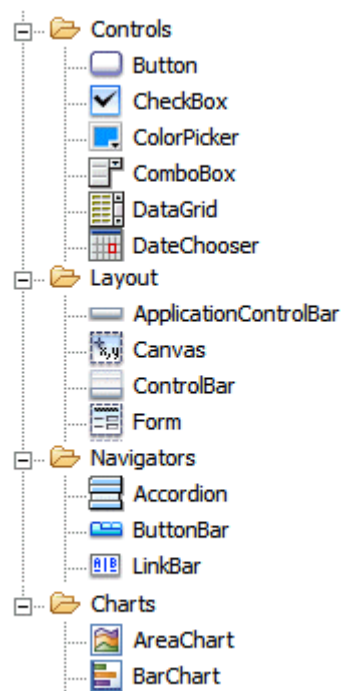 Controls
Button
CheckBox
ColorPicker
ComboBox
DataGrid
DateChooser
Layout
ApplicationControlBar
x,y Canvas
ControlBar
Form
Navigators
Accordion
ButtonBar
A|B LinkBar
Charts
AreaChart
BarChart